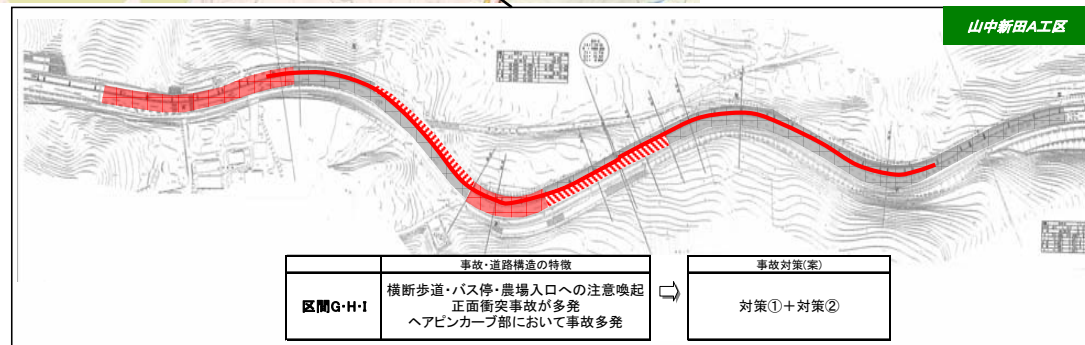 山中新田A工区
事故・道路構造の特徴
区間G・H・I
横断歩道・バス停・農場入口への注意喚起
正面衝突事故が多発
ヘアピンカーブ部において事故多発
⇨
事故対策(案)
対策①＋対策②